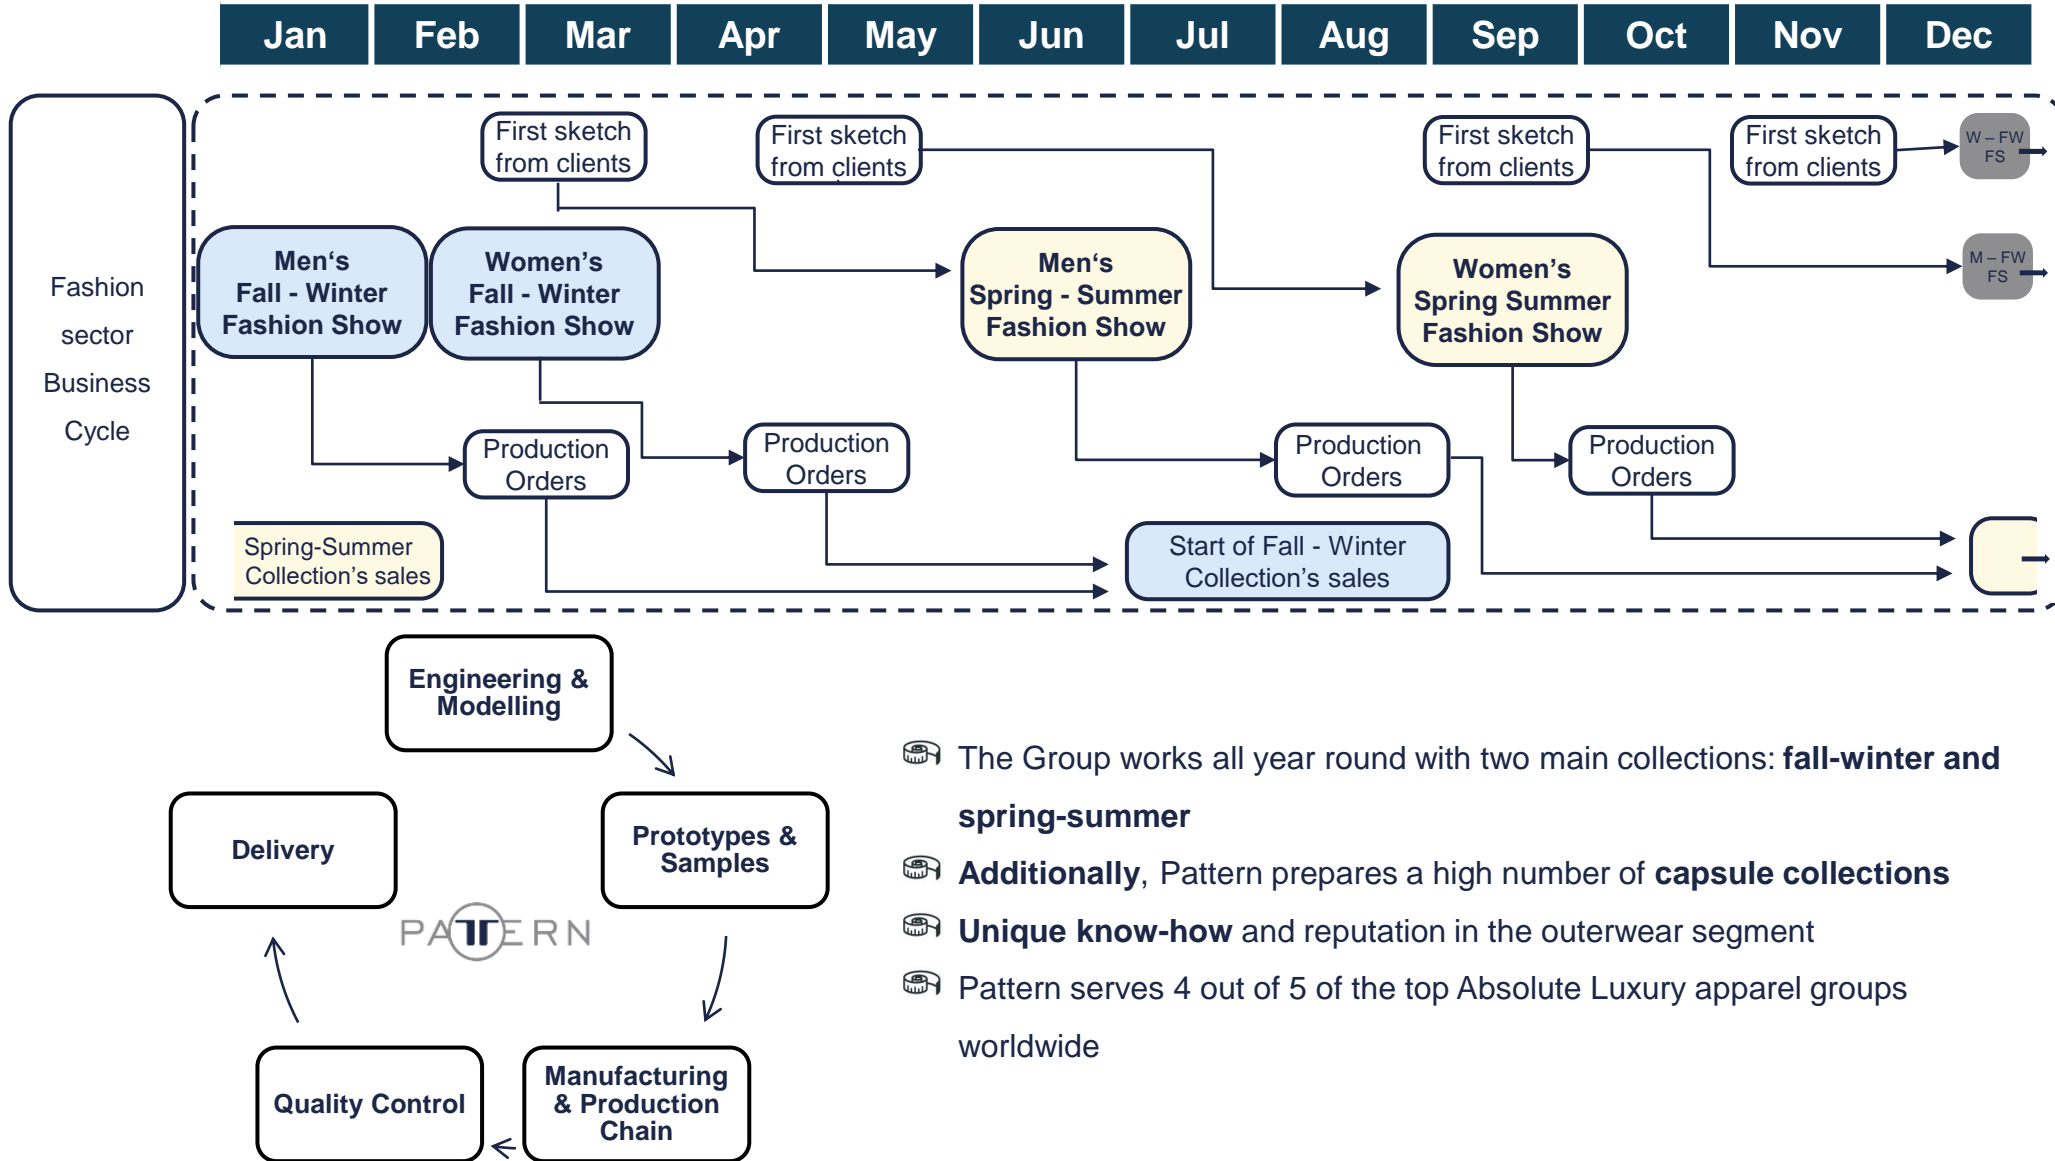 Jan Feb Mar Apr May Jun Jul Aug Sep Oct Nov Dec
Fashion
sector
Business
Cycle
First sketch
from clients
First sketch
from clients
First sketch
from clients
First sketch
from clients
W – FW
FS
Men‘s
Fall - Winter
Fashion Show
Women’s
Fall - Winter
Fashion Show
Men‘s
Spring - Summer
Fashion Show
Women’s
Spring Summer
Fashion Show
M – FW
FS
Production
Orders
Production
Orders
Production
Orders
Production
Orders
Spring-Summer
Collection’s sales
Start of Fall - Winter
Collection’s sales
Engineering &
Modelling
Prototypes &
Samples
Manufacturing
& Production
Chain
Quality Control
Delivery
PATTERN
The Group works all year round with two main collections: fall-winter and
spring-summer
Additionally, Pattern prepares a high number of capsule collections
Unique know-how and reputation in the outerwear segment
Pattern serves 4 out of 5 of the top Absolute Luxury apparel groups
worldwide